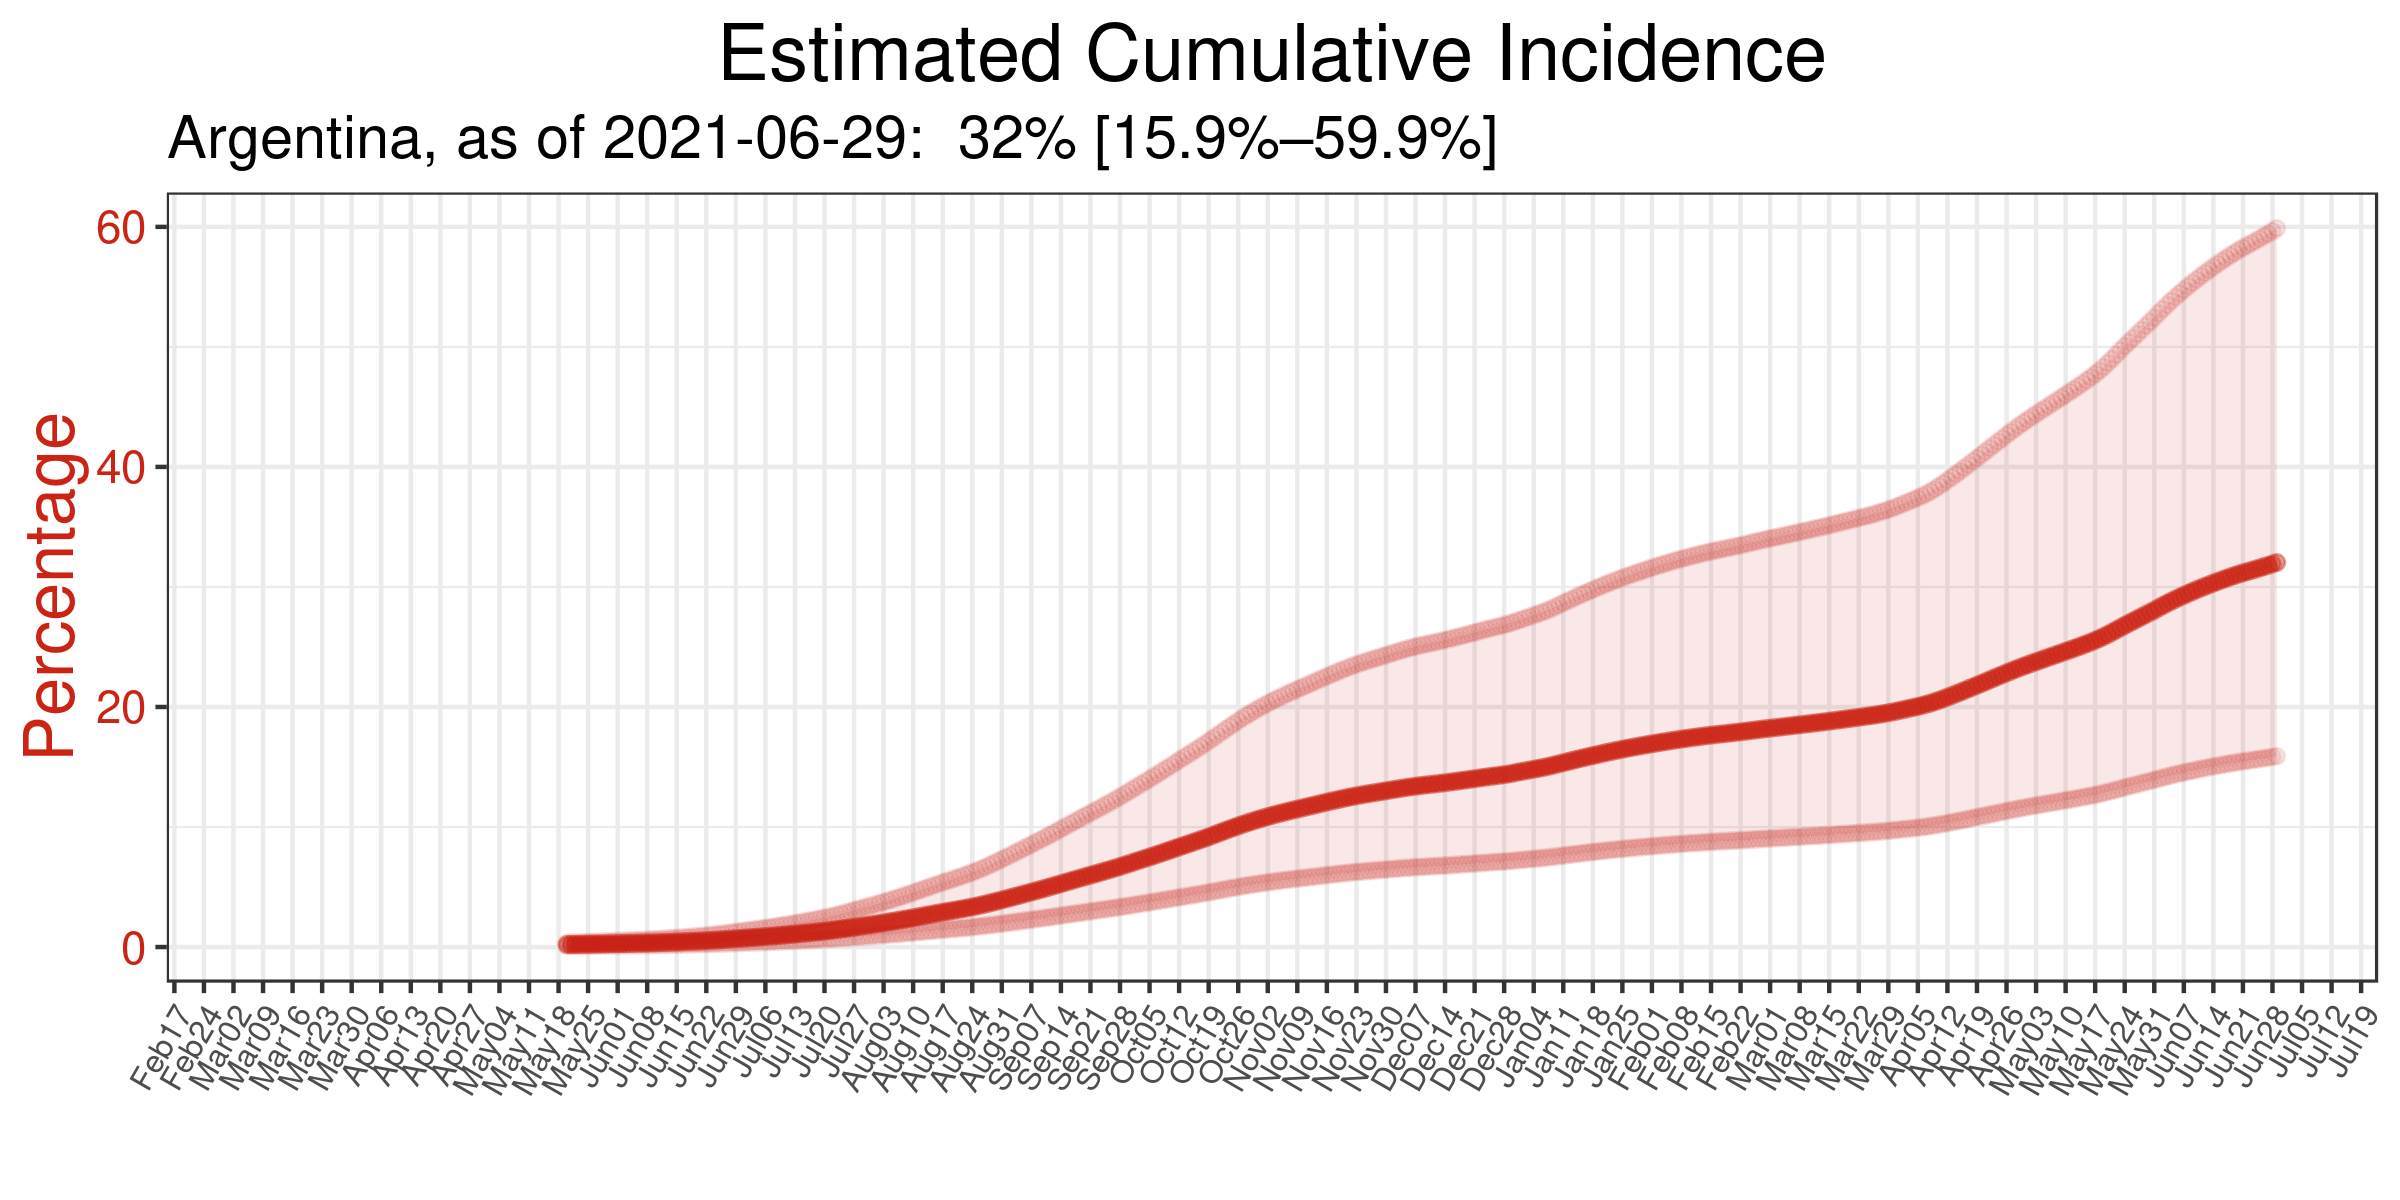 Estimated Cumulative Incidence
Argentina, as of 2021-06-29:  32% [15.9%–59.9%]
Percentage
60
40
20
0
Feb17
Feb24
Mar02
Mar09
Mar16
Mar23
Mar30
Apr06
Apr13
Apr20
Apr27
May04
May11
May18
May25
Jun01
Jun08
Jun15
Jun22
Jun29
Jul06
Jul13
Jul20
Jul27
Aug03
Aug10
Aug17
Aug24
Aug31
Sep07
Sep14
Sep21
Sep28
Oct05
Oct12
Oct19
Oct26
Nov02
Nov09
Nov16
Nov23
Nov30
Dec07
Dec14
Dec21
Dec28
Jan04
Jan11
Jan18
Jan25
Feb01
Feb08
Feb15
Feb22
Mar01
Mar08
Mar15
Mar22
Mar29
Apr05
Apr12
Apr19
Apr26
May03
May10
May17
May24
May31
Jun07
Jun14
Jun21
Jun28
Jul05
Jul12
Jul19